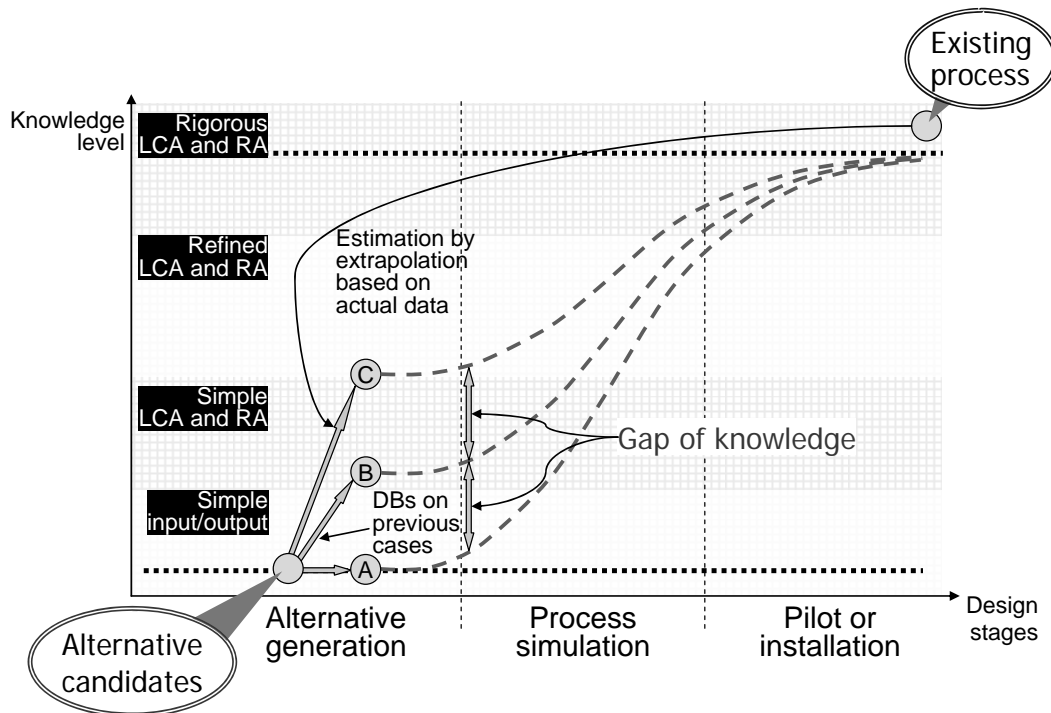 Existing
process
Knowledge
level
Rigorous
LCA and RA
Refined
LCA and RA
Estimation by
extrapolation
based on
actual data
C
Simple
LCA and RA
Gap of knowledge
B
Simple
input/output
DBs on
previous
cases
A
Alternative
generation
Process
simulation
Pilot or
installation
Design
stages
Alternative
candidates